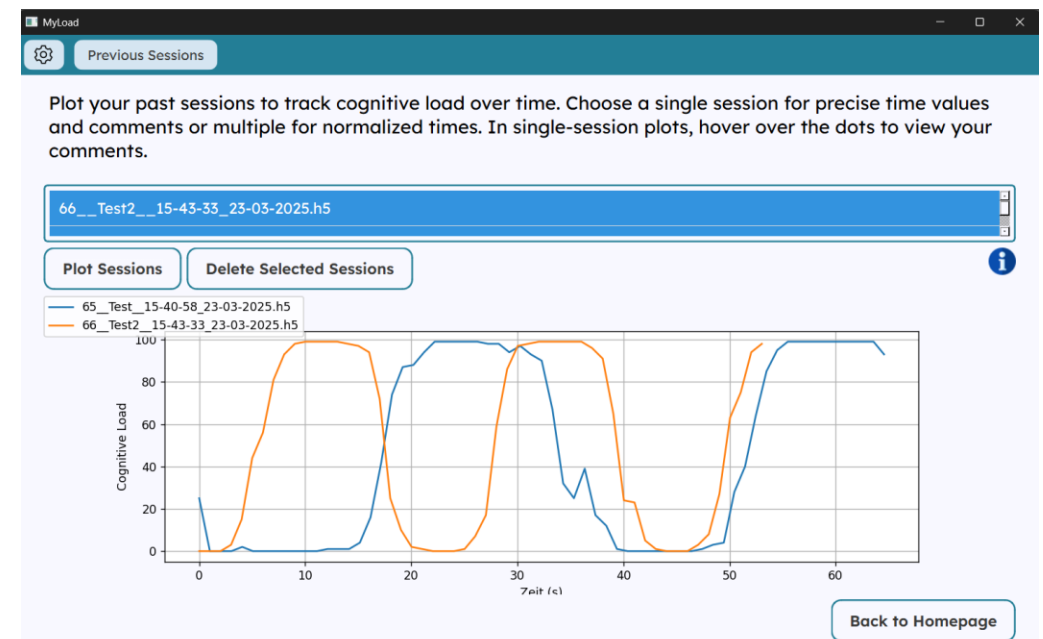 MyLoad
Previous Sessions
Plot your past sessions to track cognitive load over time. Choose a single session for precise time values
and comments or multiple for normalized times. In single-session plots, hover over the dots to view your
comments.
66__Test2__15-43-33_23-03-2025.h5
Plot Sessions
Delete Selected Sessions
i
65__Test__15-40-58_23-03-2025.h5
66__Test2__15-43-33_23-03-2025.h5
100
80
60
40
20
0
Cognitive Load
0 10 20 30 40 50 60
Zeit (s)
Back to Homepage